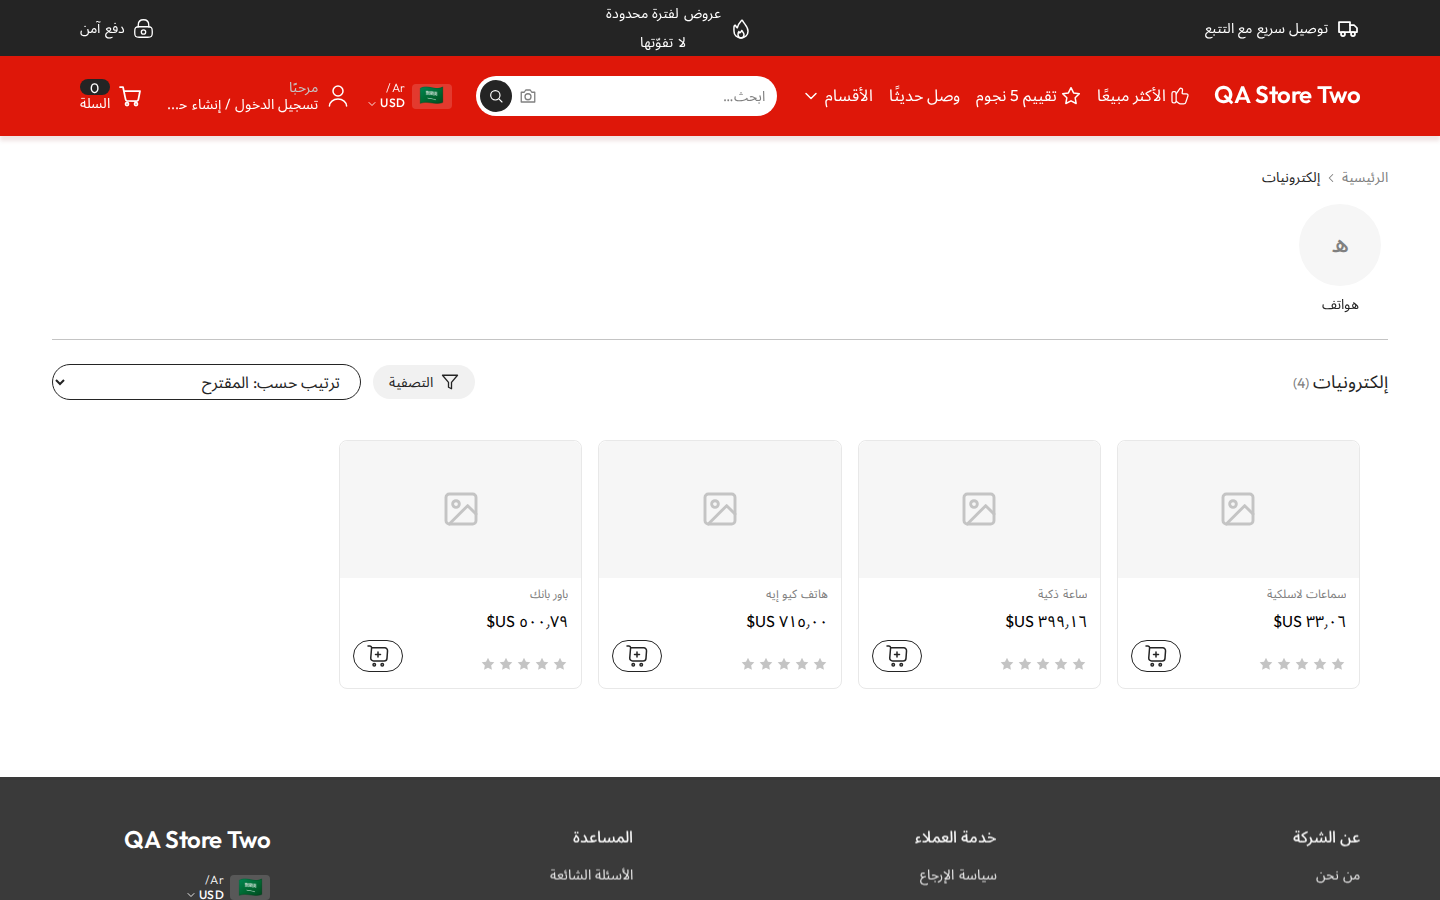 توصيل سريع مع التتبع
عروض لفترة محدودة
لا تفوّتها
دفع آمن
QA Store Two
الأكثر مبيعًا
تقييم 5 نجوم
وصل حديثًا
الأقسام
ابحث...
Ar/
USD
مرحبًا
تسجيل الدخول / إنشاء حـ...
0
السلة
الرئيسية
إلكترونيات
ه
هواتف
إلكترونيات (4)
التصفية
ترتيب حسب: المقترح
سماعات لاسلكية
٣٣٫٠٦ US$
ساعة ذكية
٣٩٩٫١٦ US$
هاتف كيو إيه
٧١٥٫٠٠ US$
باور بانك
٥٠٠٫٧٩ US$
عن الشركة
من نحن
خدمة العملاء
سياسة الإرجاع
المساعدة
الأسئلة الشائعة
QA Store Two
Ar/
USD